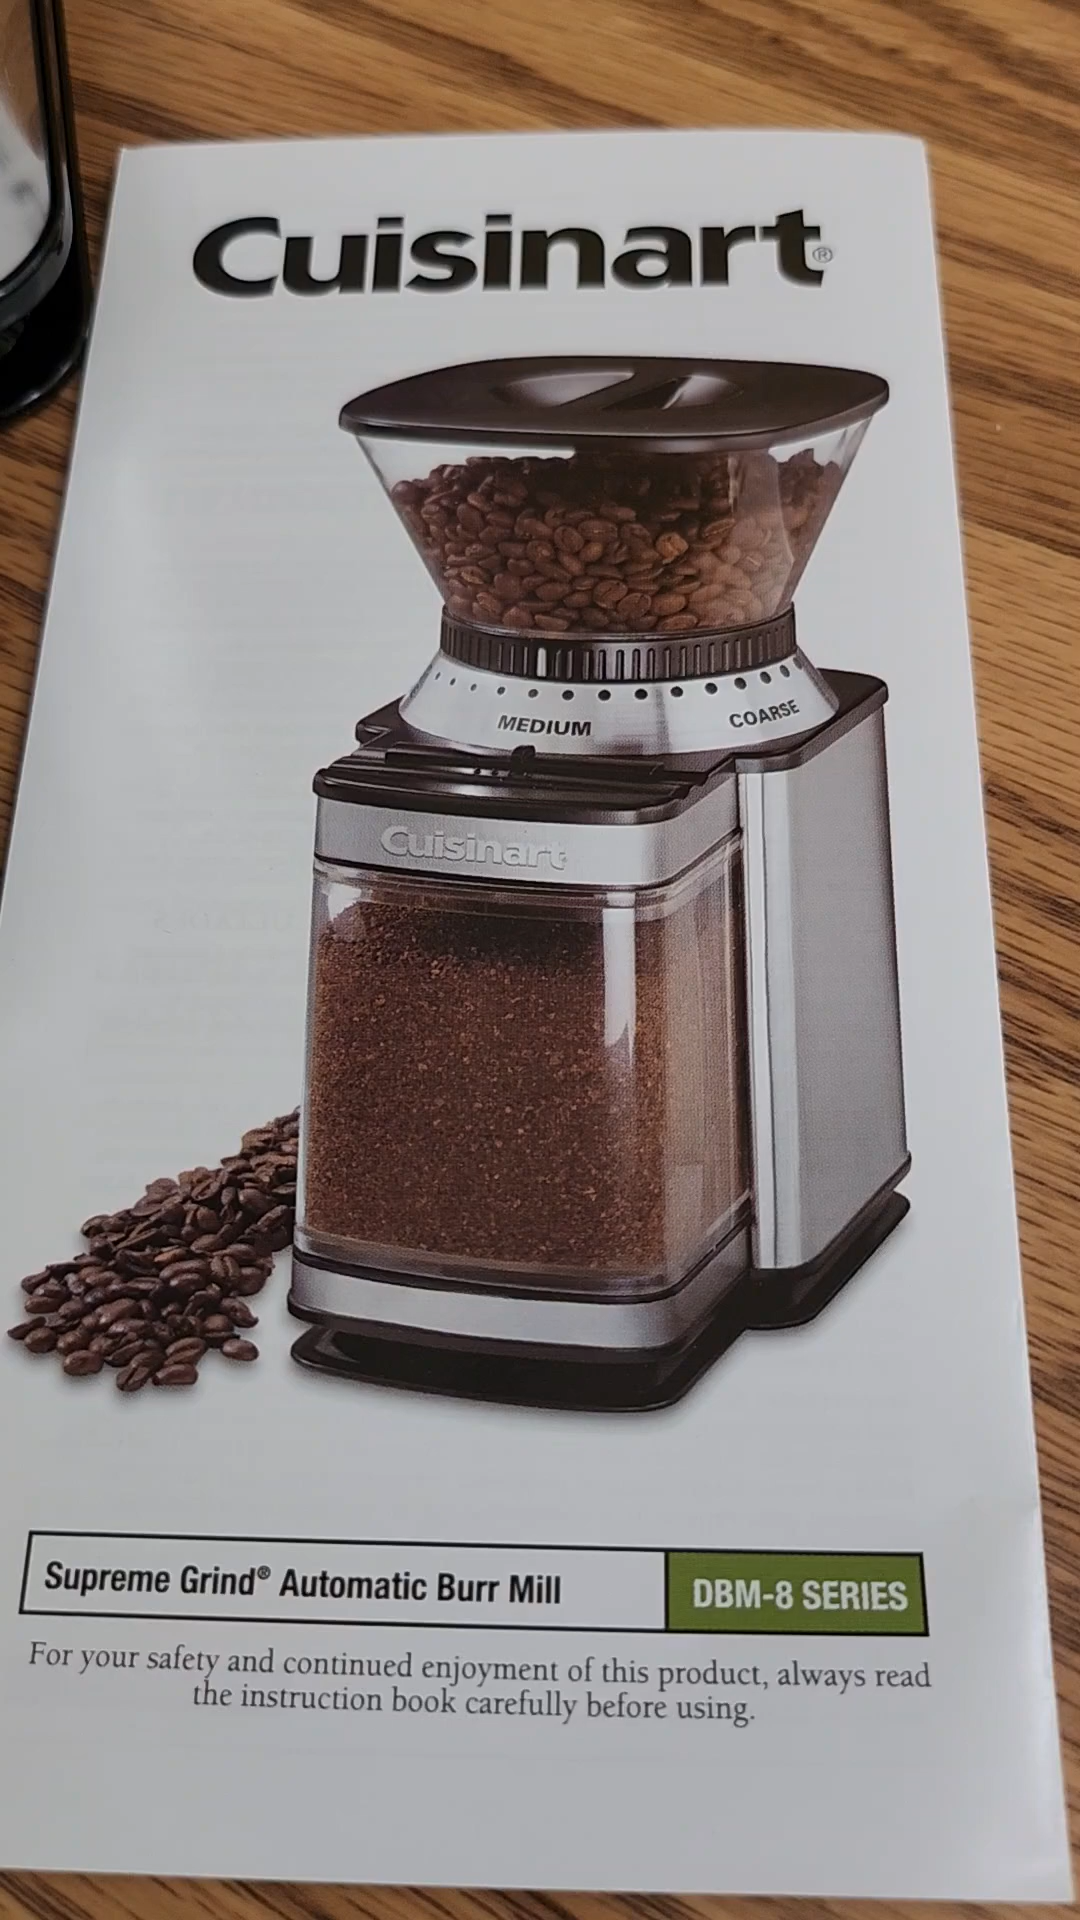 Cuisinart®
MEDIUM
COARSE
Cuisinart
Supreme Grind® Automatic Burr Mill
DBM-8 SERIES
For your safety and continued enjoyment of this product, always read
the instruction book carefully before using.